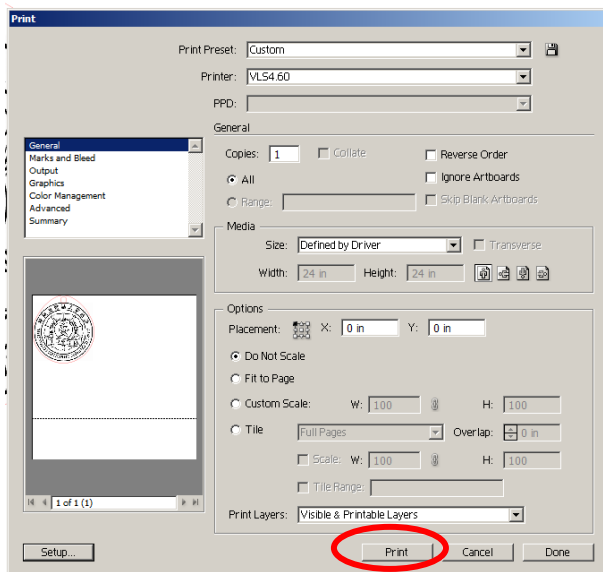 Print
Print Preset: Custom
Printer: VLS4.60
PPD:
General
Marks and Bleed
Output
Graphics
Color Management
Advanced
Summary
General
Copies: 1 Collate Reverse Order
All Ignore Artboards
Range: Skip Blank Artboards
Media
Size: Defined by Driver Transverse
Width: 24 in Height: 24 in
Options
Placement: X: 0 in Y: 0 in
Do Not Scale
Fit to Page
Custom Scale: W: 100 H: 100
Tile Full Pages Overlap: 0 in
Scale: W: 100 H: 100
Tile Range:
Print Layers: Visible & Printable Layers
1 of 1 (1)
Setup... Print Cancel Done